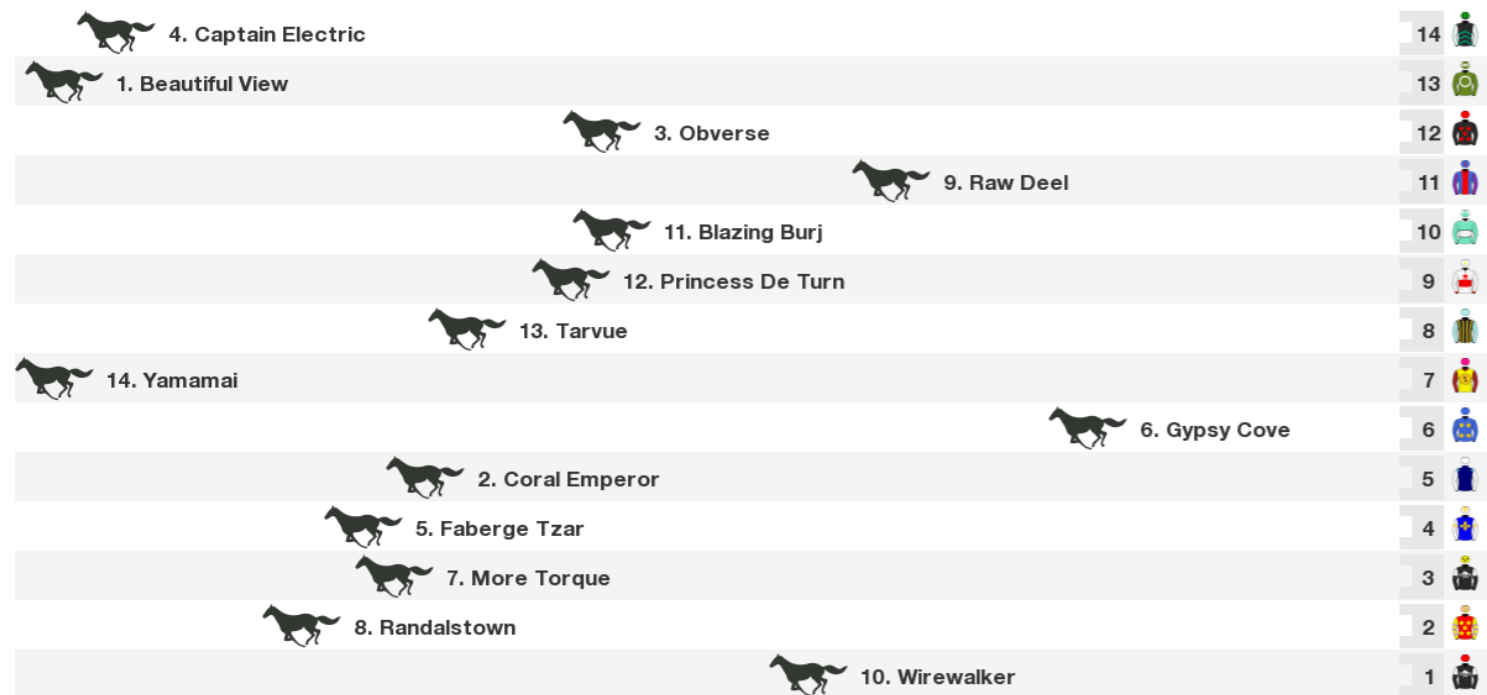 4. Captain Electric 14
1. Beautiful View 13
3. Obverse 12
9. Raw Deel 11
11. Blazing Burj 10
12. Princess De Turn 9
13. Tarvue 8
14. Yamamai 7
6. Gypsy Cove 6
2. Coral Emperor 5
5. Faberge Tzar 4
7. More Torque 3
8. Randalstown 2
10. Wirewalker 1